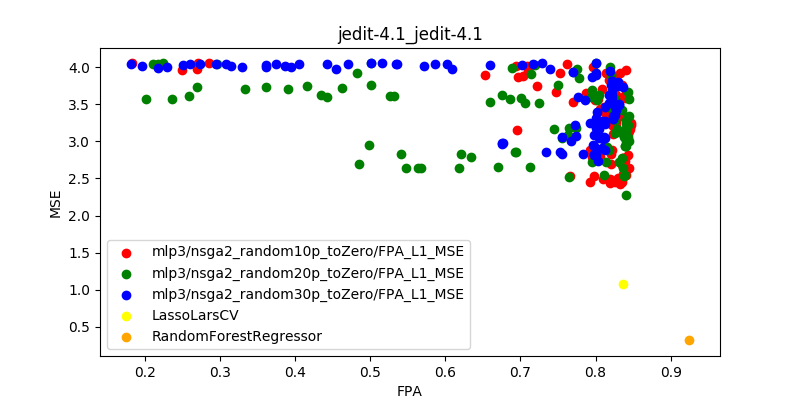 jedit-4.1_jedit-4.1
MSE
4.0
3.5
3.0
2.5
2.0
1.5
1.0
0.5
mlp3/nsga2_random10p_toZero/FPA_L1_MSE
mlp3/nsga2_random20p_toZero/FPA_L1_MSE
mlp3/nsga2_random30p_toZero/FPA_L1_MSE
LassoLarsCV
RandomForestRegressor
0.2 0.3 0.4 0.5 0.6 0.7 0.8 0.9
FPA